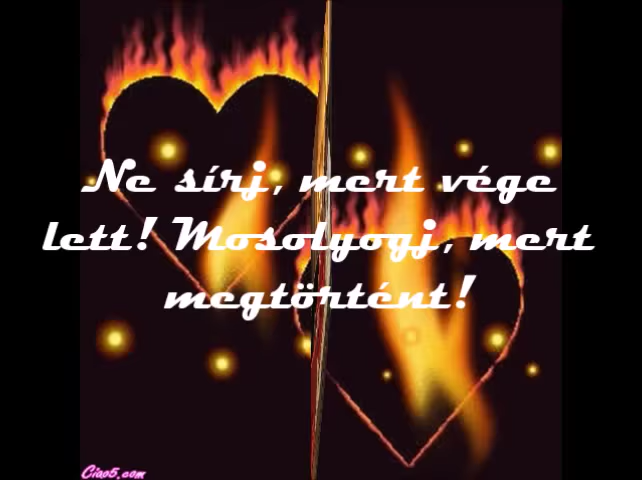 Ne sírj, mert vége
lett! Mosolyogj, mert
megtörtént!
Ciao5.com